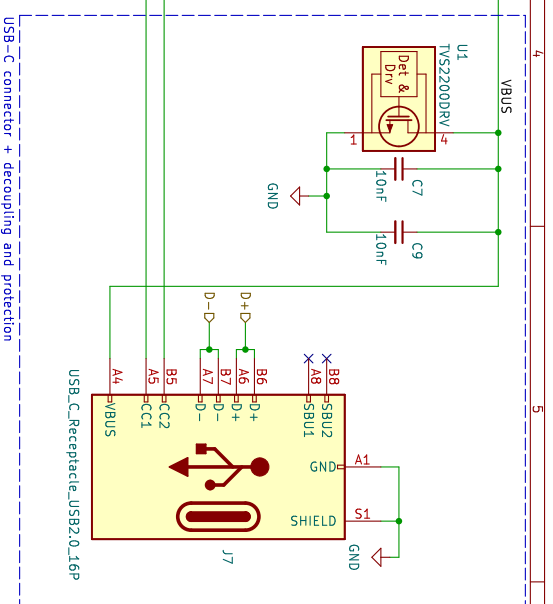 USB-C connector + decoupling and protection
4
5
VBUS
U1
TVS2200DRV
Det &
Drv
1
4
C7
10nF
GND
C9
10nF
D-
D+
A4
A5
B5
A7
B7
A6
B6
A8
B8
VBUS
CC1
CC2
D-
D-
D+
D+
SBU1
SBU2
GND
A1
SHIELD
S1
GND
USB_C_Receptacle_USB2.0_16P
J7